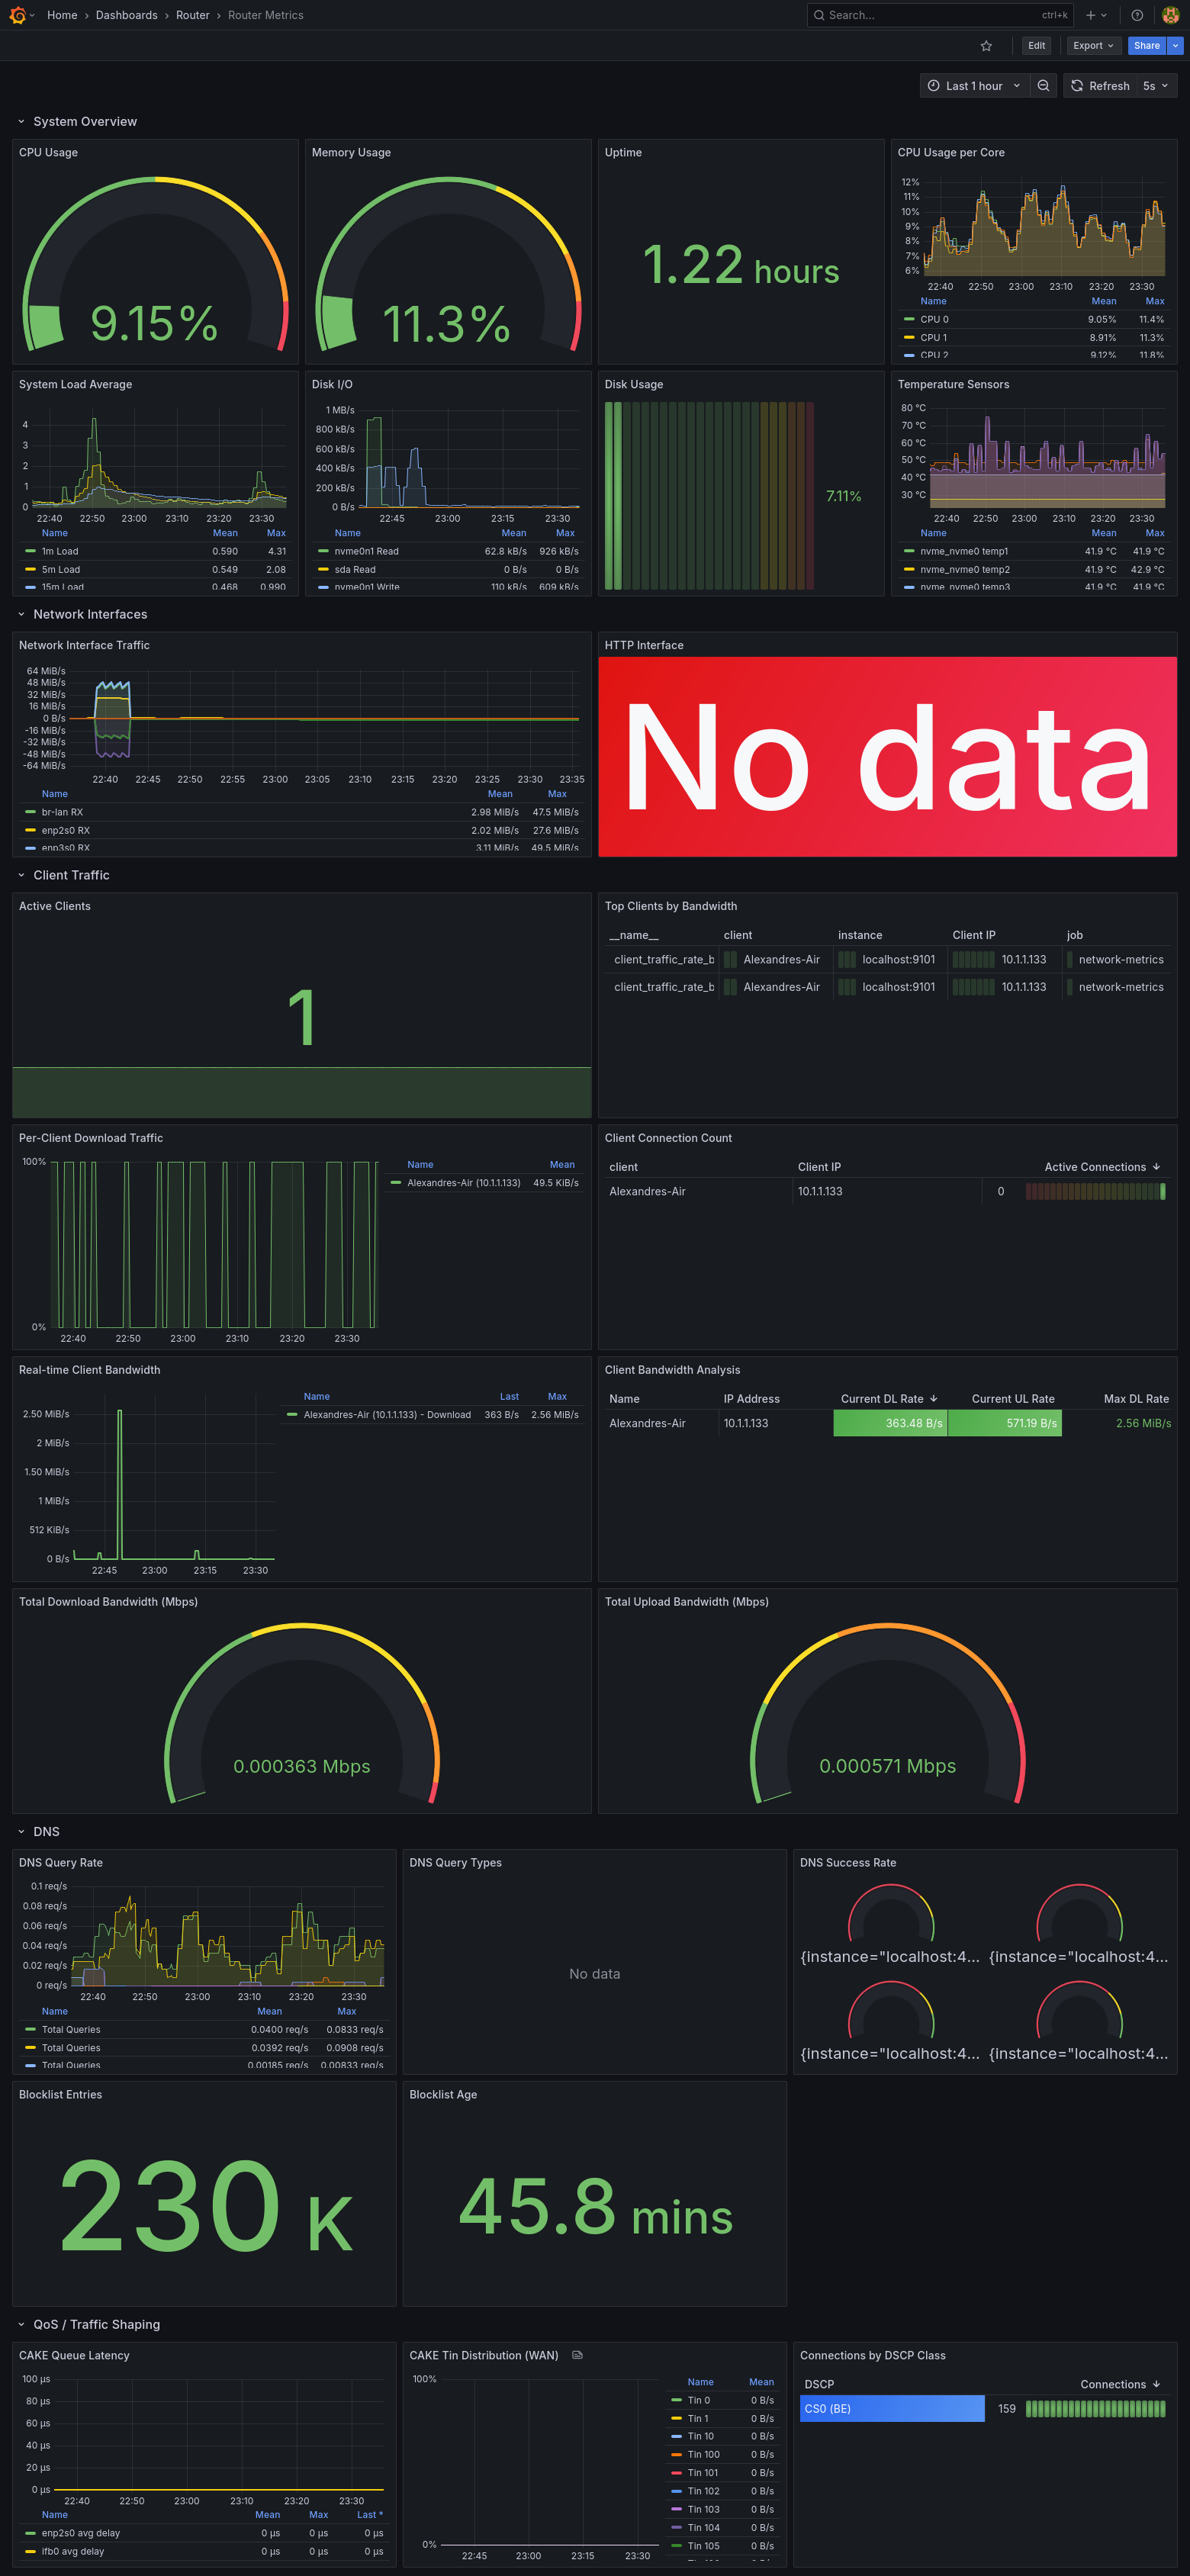 Home › Dashboards › Router › Router Metrics
Search... ctrl+k
Edit Export Share
Last 1 hour Refresh 5s
System Overview
CPU Usage
9.15%
Memory Usage
11.3%
Uptime
1.22 hours
CPU Usage per Core
12%
11%
10%
9%
8%
7%
6%
22:40 22:50 23:00 23:10 23:20 23:30
Name Mean Max
CPU 0 9.05% 11.4%
CPU 1 8.91% 11.3%
CPU 2 9.12% 11.8%
System Load Average
4
3
2
1
0
22:40 22:50 23:00 23:10 23:20 23:30
Name Mean Max
1m Load 0.590 4.31
5m Load 0.549 2.08
15m Load 0.468 0.990
Disk I/O
1 MB/s
800 kB/s
600 kB/s
400 kB/s
200 kB/s
0 B/s
22:45 23:00 23:15 23:30
Name Mean Max
nvme0n1 Read 62.8 kB/s 926 kB/s
sda Read 0 B/s 0 B/s
nvme0n1 Write 110 kB/s 609 kB/s
Disk Usage
7.11%
Temperature Sensors
80 °C
70 °C
60 °C
50 °C
40 °C
30 °C
22:40 22:50 23:00 23:10 23:20 23:30
Name Mean Max
nvme_nvme0 temp1 41.9 °C 41.9 °C
nvme_nvme0 temp2 41.9 °C 42.9 °C
nvme_nvme0 temp3 41.9 °C 41.9 °C
Network Interfaces
Network Interface Traffic
64 MiB/s
48 MiB/s
32 MiB/s
16 MiB/s
0 B/s
-16 MiB/s
-32 MiB/s
-48 MiB/s
-64 MiB/s
22:40 22:45 22:50 22:55 23:00 23:05 23:10 23:15 23:20 23:25 23:30 23:35
Name Mean Max
br-lan RX 2.98 MiB/s 47.5 MiB/s
enp2s0 RX 2.02 MiB/s 27.6 MiB/s
enp3s0 RX 3.11 MiB/s 49.5 MiB/s
HTTP Interface
No data
Client Traffic
Active Clients
1
Top Clients by Bandwidth
__name__ client instance Client IP job
client_traffic_rate_b Alexandres-Air localhost:9101 10.1.1.133 network-metrics
client_traffic_rate_b Alexandres-Air localhost:9101 10.1.1.133 network-metrics
Per-Client Download Traffic
100%
0%
22:40 22:50 23:00 23:10 23:20 23:30
Name Mean
Alexandres-Air (10.1.1.133) 49.5 KiB/s
Client Connection Count
client Client IP Active Connections
Alexandres-Air 10.1.1.133 0
Real-time Client Bandwidth
2.50 MiB/s
2 MiB/s
1.50 MiB/s
1 MiB/s
512 KiB/s
0 B/s
22:45 23:00 23:15 23:30
Name Last Max
Alexandres-Air (10.1.1.133) - Download 363 B/s 2.56 MiB/s
Client Bandwidth Analysis
Name IP Address Current DL Rate Current UL Rate Max DL Rate
Alexandres-Air 10.1.1.133 363.48 B/s 571.19 B/s 2.56 MiB/s
Total Download Bandwidth (Mbps)
0.000363 Mbps
Total Upload Bandwidth (Mbps)
0.000571 Mbps
DNS
DNS Query Rate
0.1 req/s
0.08 req/s
0.06 req/s
0.04 req/s
0.02 req/s
0 req/s
22:40 22:50 23:00 23:10 23:20 23:30
Name Mean Max
Total Queries 0.0400 req/s 0.0833 req/s
Total Queries 0.0392 req/s 0.0908 req/s
Total Queries 0.00185 req/s 0.00833 req/s
DNS Query Types
No data
DNS Success Rate
{instance="localhost:4... {instance="localhost:4...
{instance="localhost:4... {instance="localhost:4...
Blocklist Entries
230 K
Blocklist Age
45.8 mins
QoS / Traffic Shaping
CAKE Queue Latency
100 µs
80 µs
60 µs
40 µs
20 µs
0 µs
22:40 22:50 23:00 23:10 23:20 23:30
Name Mean Max Last *
enp2s0 avg delay 0 µs 0 µs 0 µs
ifb0 avg delay 0 µs 0 µs 0 µs
CAKE Tin Distribution (WAN)
100%
0%
22:45 23:00 23:15 23:30
Name Mean
Tin 0 0 B/s
Tin 1 0 B/s
Tin 10 0 B/s
Tin 100 0 B/s
Tin 101 0 B/s
Tin 102 0 B/s
Tin 103 0 B/s
Tin 104 0 B/s
Tin 105 0 B/s
Connections by DSCP Class
DSCP Connections
CS0 (BE) 159